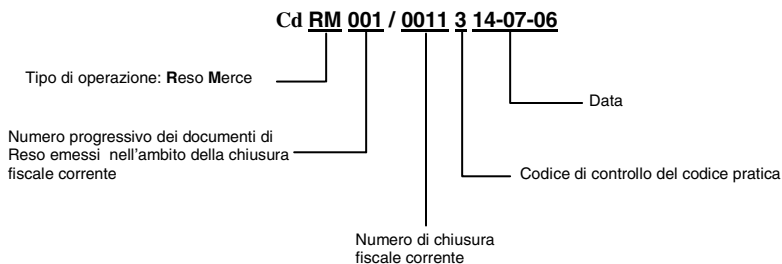 Cd RM 001 / 0011 3 14-07-06
Tipo di operazione: Reso Merce
Data
Numero progressivo dei documenti di
Reso emessi nell'ambito della chiusura
fiscale corrente
Codice di controllo del codice pratica
Numero di chiusura
fiscale corrente